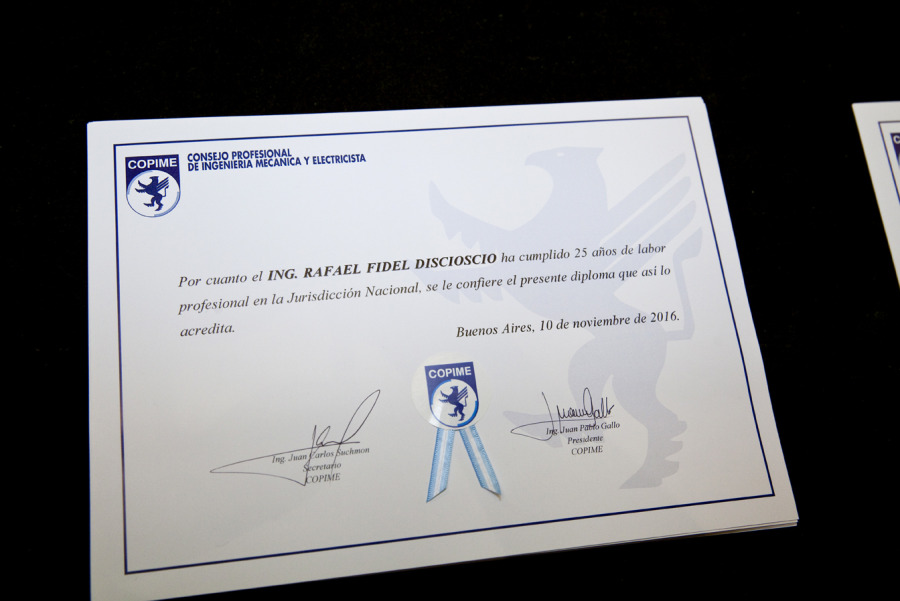 COPIME
CONSEJO PROFESIONAL
DE INGENIERIA MECANICA Y ELECTRICISTA
Por cuanto el ING. RAFAEL FIDEL DISCIOSCIO ha cumplido 25 años de labor
profesional en la Jurisdicción Nacional, se le confiere el presente diploma que asi lo
acredita.
Buenos Aires, 10 de noviembre de 2016.
COPIME
Ing. Juan Carlos Suchmon
Secretario
COPIME
Ing. Juan Pablo Gallo
Presidente
COPIME